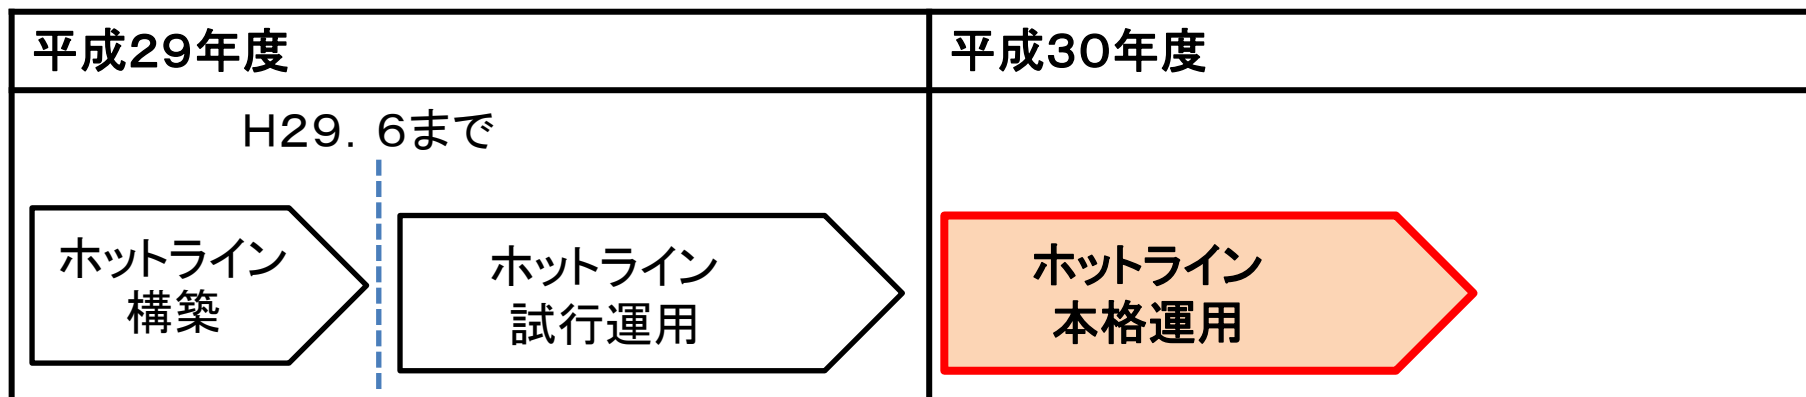 平成29年度
平成30年度
H29．6まで
ホットライン
構築
ホットライン
試行運用
ホットライン
本格運用